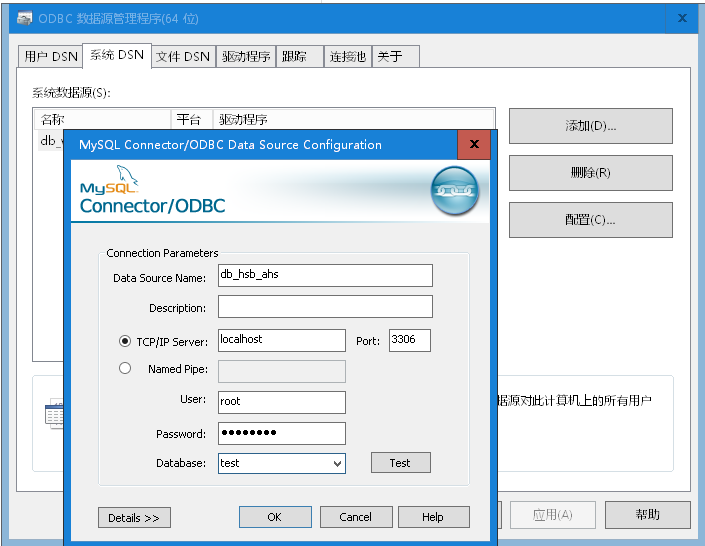 ODBC 数据源管理程序(64 位)
用户 DSN 系统 DSN 文件 DSN 驱动程序 跟踪 连接池 关于
系统数据源(S):
名称 平台 驱动程序
添加(D)...
删除(R)
配置(C)...
MySQL Connector/ODBC Data Source Configuration
MySQL
Connector/ODBC
Connection Parameters
Data Source Name: db_hsb_ahs
Description:
TCP/IP Server: localhost Port: 3306
Named Pipe:
User: root
Password: ●●●●●●●●
Database: test Test
Details >> OK Cancel Help
据源对此计算机上的所有用户
应用(A) 帮助